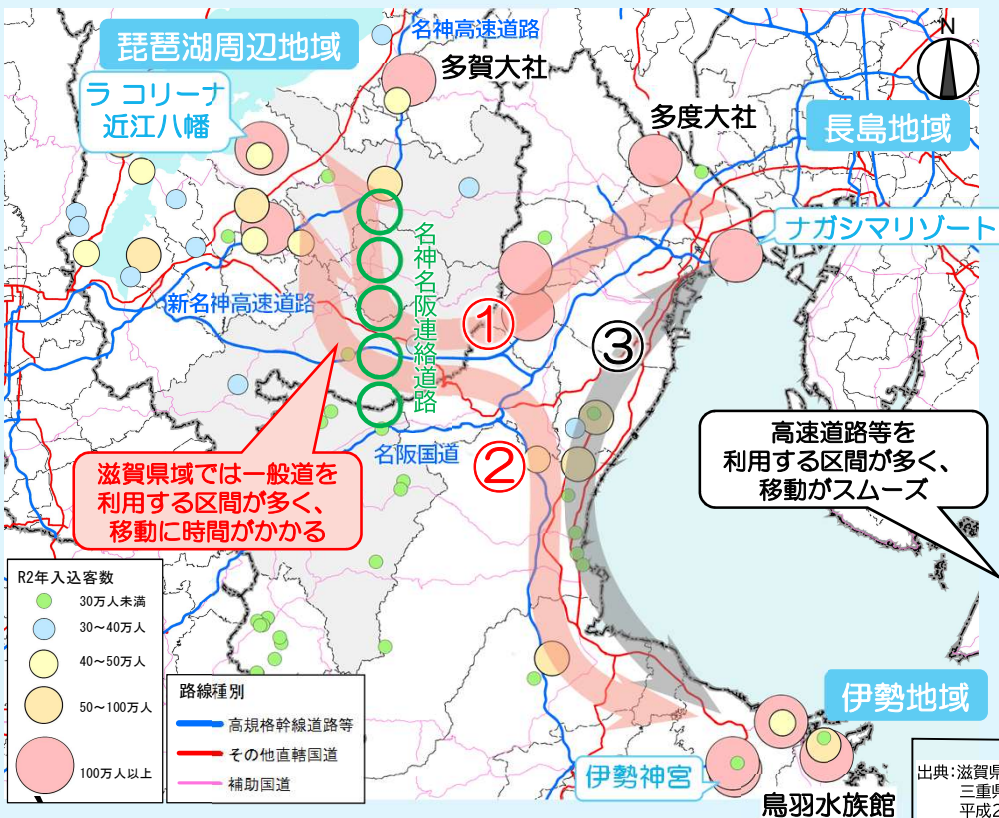 琵琶湖周辺地域
名神高速道路
多賀大社
N
ラ コリーナ
近江八幡
多度大社
長島地域
ナガシマリゾート
名神名阪連絡道路
新名神高速道路
①
③
名阪国道
②
滋賀県域では一般道を
利用する区間が多く、
移動に時間がかかる
高速道路等を
利用する区間が多く、
移動がスムーズ
R2年入込客数
30万人未満
30～40万人
40～50万人
50～100万人
100万人以上
路線種別
高規格幹線道路等
その他直轄国道
補助国道
伊勢地域
伊勢神宮
鳥羽水族館
出典:滋賀県
三重県
平成2